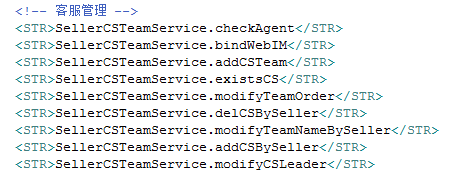 <!-- 客服管理 -->
<STR>SellerCSTeamService.checkAgent</STR>
<STR>SellerCSTeamService.bindWebIM</STR>
<STR>SellerCSTeamService.addCSTeam</STR>
<STR>SellerCSTeamService.existsCS</STR>
<STR>SellerCSTeamService.modifyTeamOrder</STR>
<STR>SellerCSTeamService.delCSBySeller</STR>
<STR>SellerCSTeamService.modifyTeamNameBySeller</STR>
<STR>SellerCSTeamService.addCSBySeller</STR>
<STR>SellerCSTeamService.modifyCSLeader</STR>